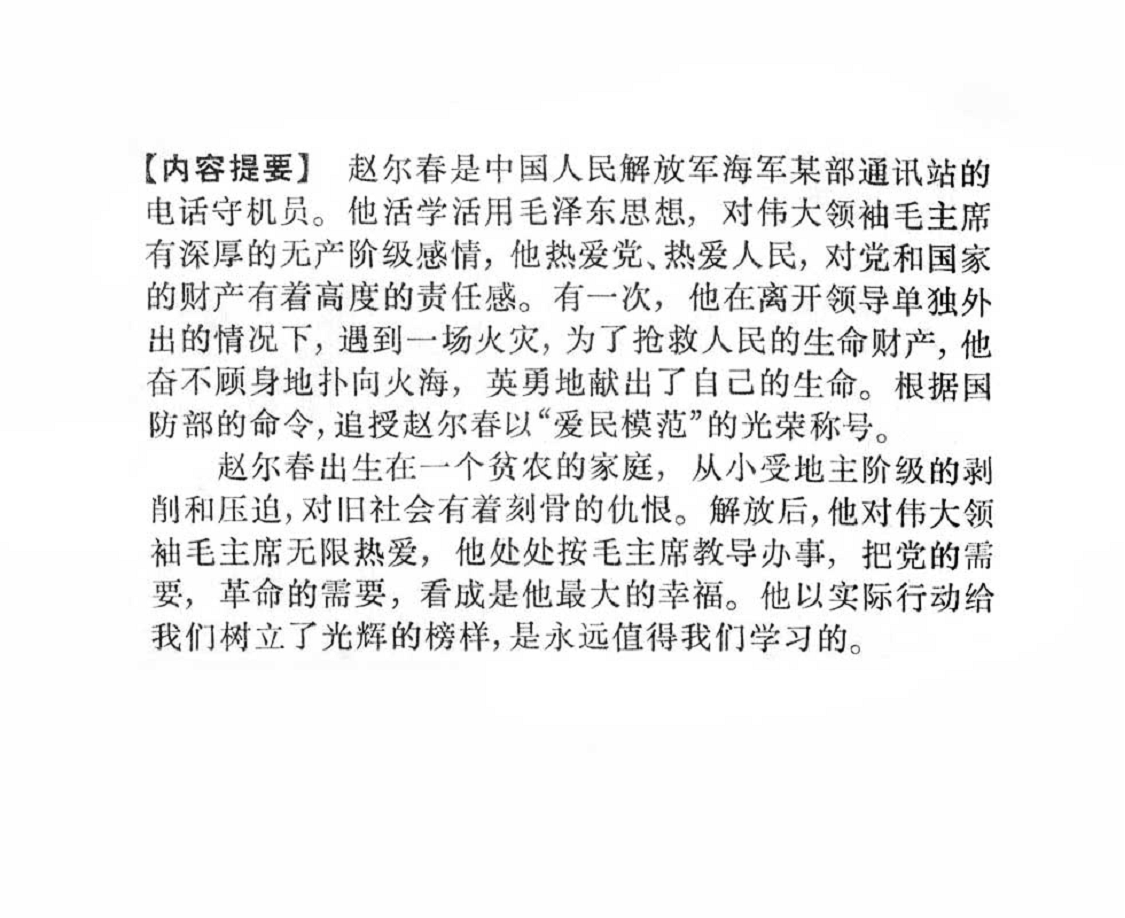 【内容提要】 赵尔春是中国人民解放军海军某部通讯站的
电话守机员。他活学活用毛泽东思想，对伟大领袖毛主席
有深厚的无产阶级感情，他热爱党、热爱人民，对党和国家
的财产有着高度的责任感。有一次，他在离开领导单独外
出的情况下，遇到一场火灾，为了抢救人民的生命财产，他
奋不顾身地扑向火海，英勇地献出了自己的生命。根据国
防部的命令，追授赵尔春以“爱民模范”的光荣称号。
赵尔春出生在一个贫农的家庭，从小受地主阶级的剥
削和压迫，对旧社会有着刻骨的仇恨。解放后，他对伟大领
袖毛主席无限热爱，他处处按毛主席教导办事，把党的需
要，革命的需要，看成是他最大的幸福。他以实际行动给
我们树立了光辉的榜样，是永远值得我们学习的。